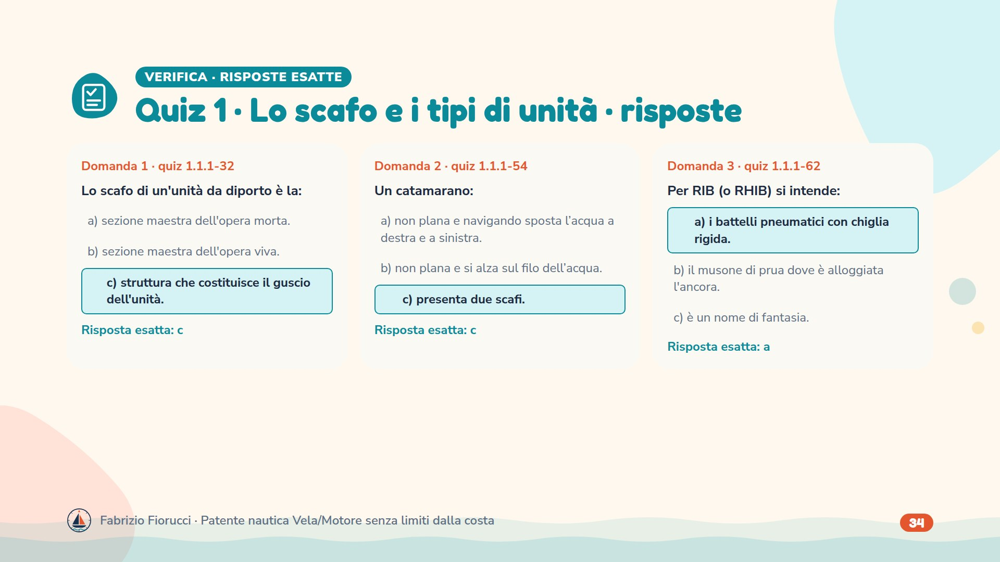 VERIFICA · RISPOSTE ESATTE
Quiz 1 · Lo scafo e i tipi di unità · risposte
Domanda 1 · quiz 1.1.1-32
Lo scafo di un'unità da diporto è la:
a) sezione maestra dell'opera morta.
b) sezione maestra dell'opera viva.
c) struttura che costituisce il guscio
dell'unità.
Risposta esatta: c
Domanda 2 · quiz 1.1.1-54
Un catamarano:
a) non plana e navigando sposta l’acqua a
destra e a sinistra.
b) non plana e si alza sul filo dell’acqua.
c) presenta due scafi.
Risposta esatta: c
Domanda 3 · quiz 1.1.1-62
Per RIB (o RHIB) si intende:
a) i battelli pneumatici con chiglia
rigida.
b) il musone di prua dove è alloggiata
l'ancora.
c) è un nome di fantasia.
Risposta esatta: a
Fabrizio Fiorucci · Patente nautica Vela/Motore senza limiti dalla costa
34